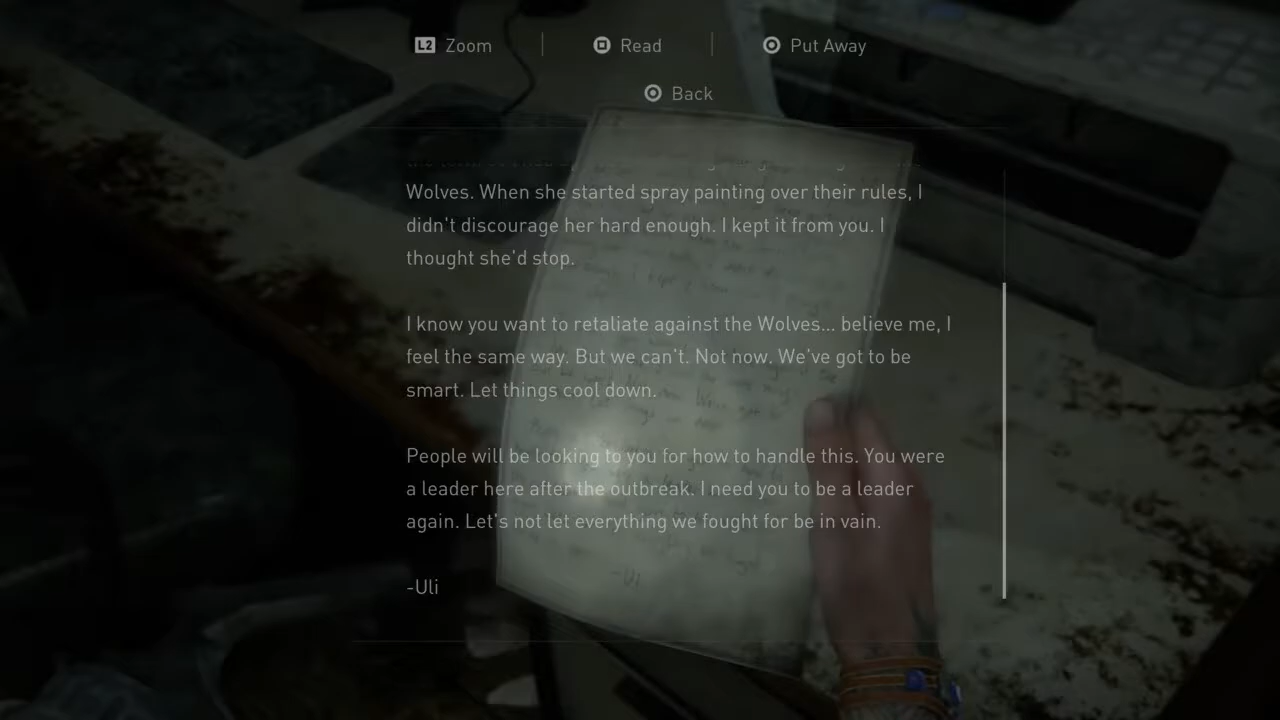 L2 Zoom
Read
Put Away
Back
Wolves. When she started spray painting over their rules, I
didn't discourage her hard enough. I kept it from you. I
thought she'd stop.
I know you want to retaliate against the Wolves... believe me, I
feel the same way. But we can't. Not now. We've got to be
smart. Let things cool down.
People will be looking to you for how to handle this. You were
a leader here after the outbreak. I need you to be a leader
again. Let's not let everything we fought for be in vain.
-Uli